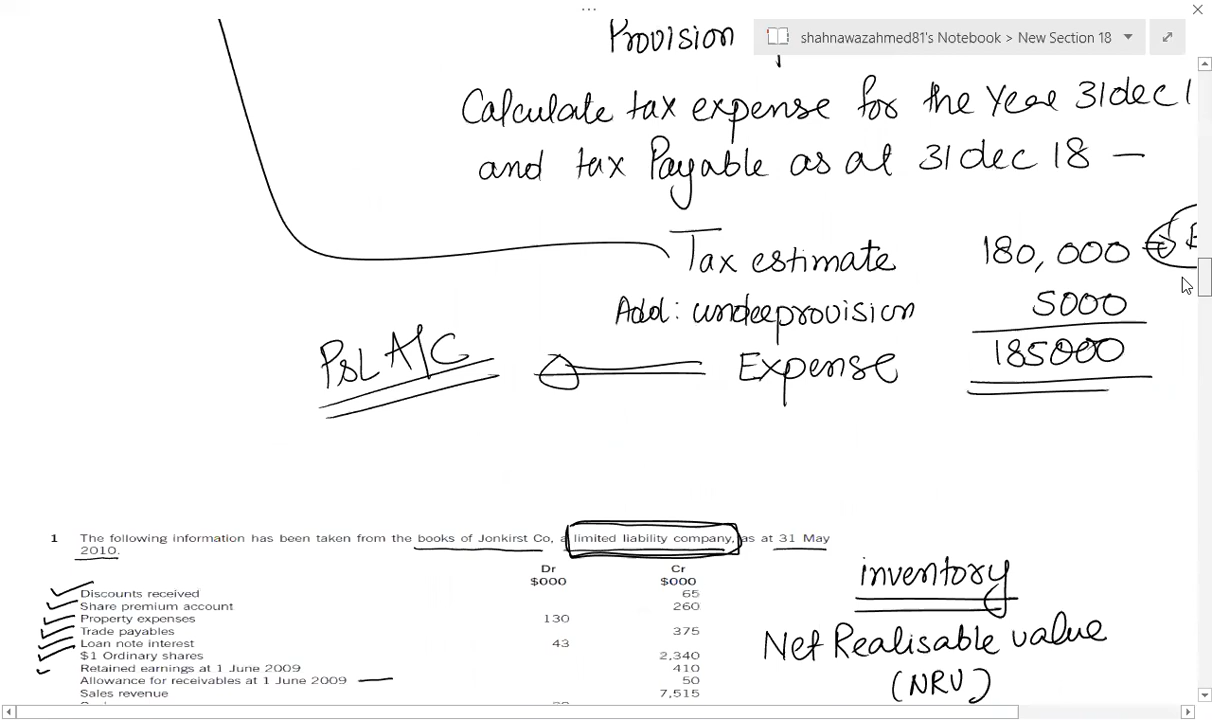 shahnawazahmed81's Notebook > New Section 18
Provision
Calculate tax expense for the Year 31 dec 1
and tax Payable as at 31 dec 18 —
Tax estimate 180,000
Add: underprovision 5000
P&L A/C Expense 185000
1 The following information has been taken from the books of Jonkirst Co, a limited liability company, as at 31 May
2010.
Dr Cr
$000 $000
Discounts received 65
Share premium account 260
Property expenses 130
Trade payables 375
Loan note interest 43
$1 Ordinary shares 2,340
Retained earnings at 1 June 2009 410
Allowance for receivables at 1 June 2009 50
Sales revenue 7,515
inventory
Net Realisable value
(NRV)